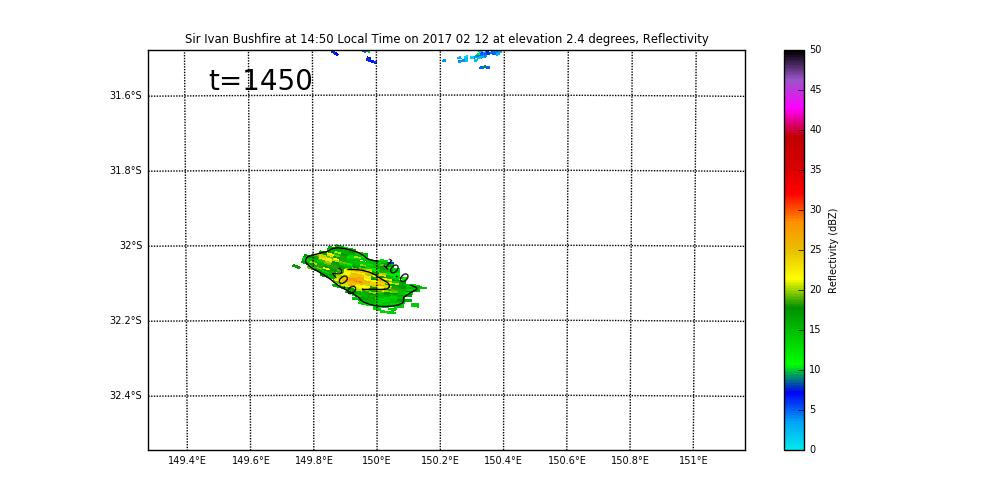 Sir Ivan Bushfire at 14:50 Local Time on 2017 02 12 at elevation 2.4 degrees, Reflectivity
t=1450
31.6°S
31.8°S
32°S
32.2°S
32.4°S
149.4°E 149.6°E 149.8°E 150°E 150.2°E 150.4°E 150.6°E 150.8°E 151°E
50
45
40
35
30
25
20
15
10
5
0
Reflectivity (dBZ)